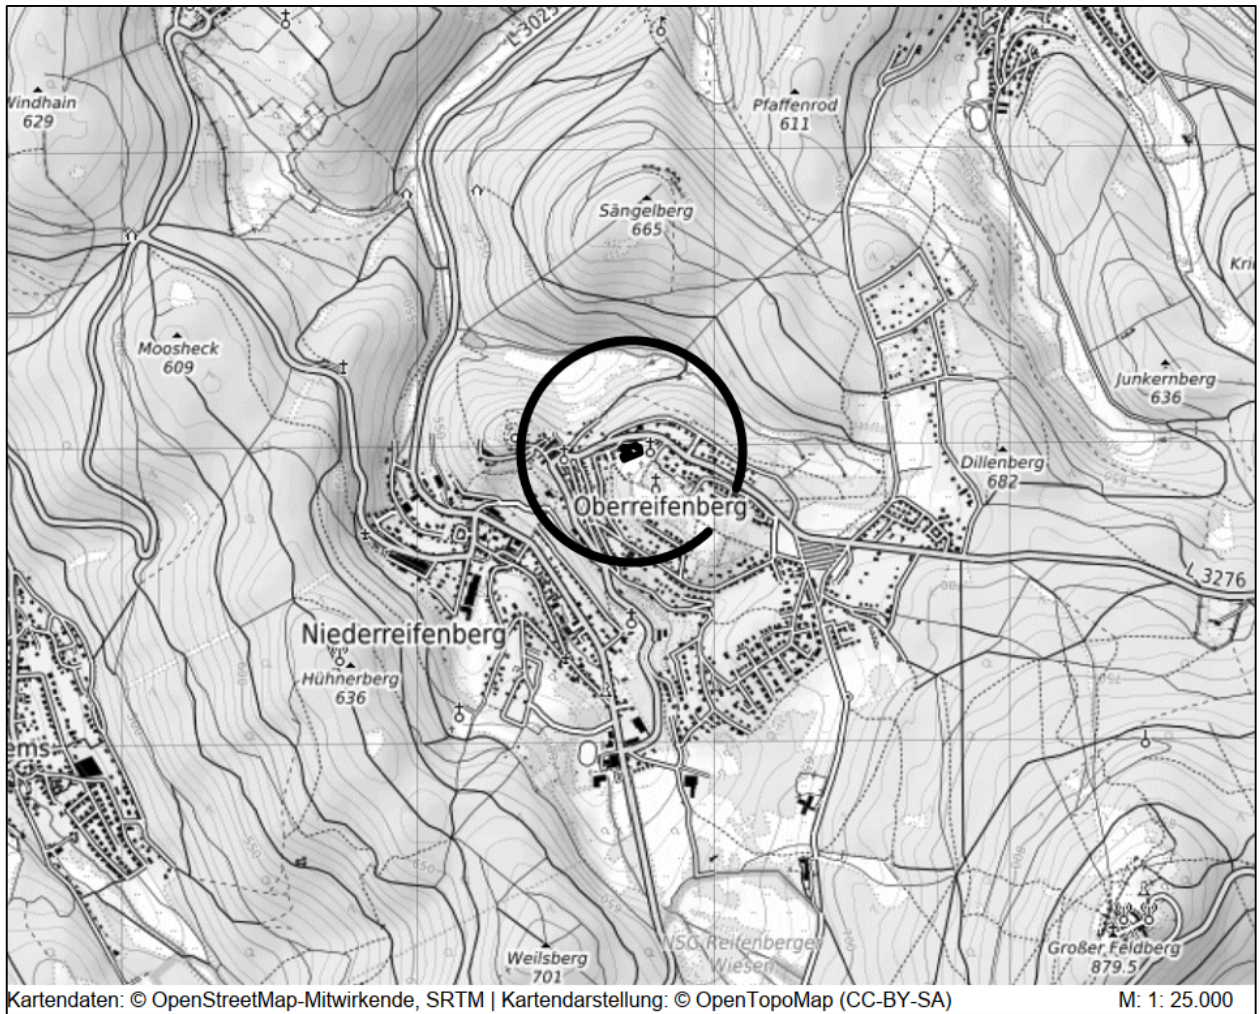 L 3025
Windhain
629
Pfaffenrod
611
Sängelberg
665
Moosheck
609
Junkernberg
636
Dillenberg
682
Oberreifenberg
L 3276
Niederreifenberg
Hühnerberg
636
ems
Weilsberg
701
NSG Reifenberger
Wiesen
Großer Feldberg
879.5
Kartendaten: © OpenStreetMap-Mitwirkende, SRTM | Kartendarstellung: © OpenTopoMap (CC-BY-SA) M: 1: 25.000